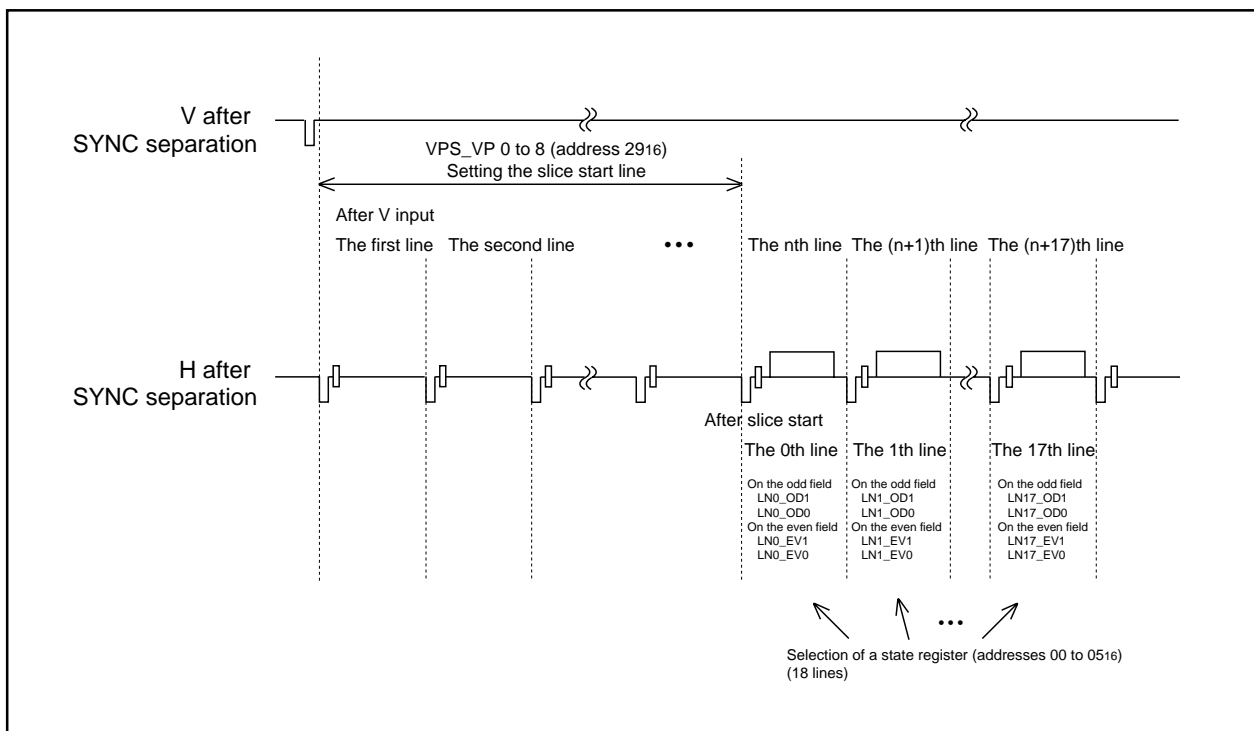 V after
SYNC separation
VPS_VP 0 to 8 (address 2916)
Setting the slice start line
After V input
The first line
The second line
•••
The nth line
The (n+1)th line
The (n+17)th line
H after
SYNC separation
After slice start
The 0th line
The 1th line
The 17th line
On the odd field
LN0_OD1
LN0_OD0
On the even field
LN0_EV1
LN0_EV0
On the odd field
LN1_OD1
LN1_OD0
On the even field
LN1_EV1
LN1_EV0
On the odd field
LN17_OD1
LN17_OD0
On the even field
LN17_EV1
LN17_EV0
•••
Selection of a state register (addresses 00 to 0516)
(18 lines)